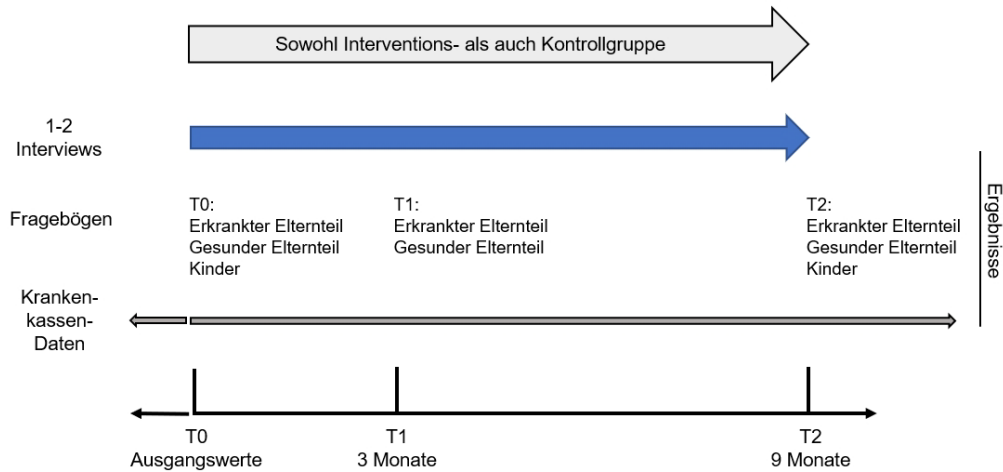 Sowohl Interventions- als auch Kontrollgruppe
1-2
Interviews
Fragebögen
T0:
Erkrankter Elternteil
Gesunder Elternteil
Kinder
T1:
Erkrankter Elternteil
Gesunder Elternteil
T2:
Erkrankter Elternteil
Gesunder Elternteil
Kinder
Ergebnisse
Kranken-
kassen-
Daten
T0
Ausgangswerte
T1
3 Monate
T2
9 Monate